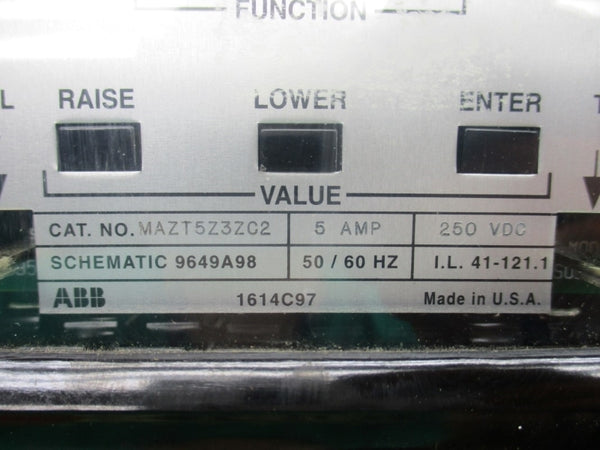 FUNCTION
RAISE LOWER ENTER
VALUE
CAT. NO. MAZT5Z3ZC2 5 AMP 250 VDC
SCHEMATIC 9649A98 50 / 60 HZ I.L. 41-121.1
ABB 1614C97 Made in U.S.A.